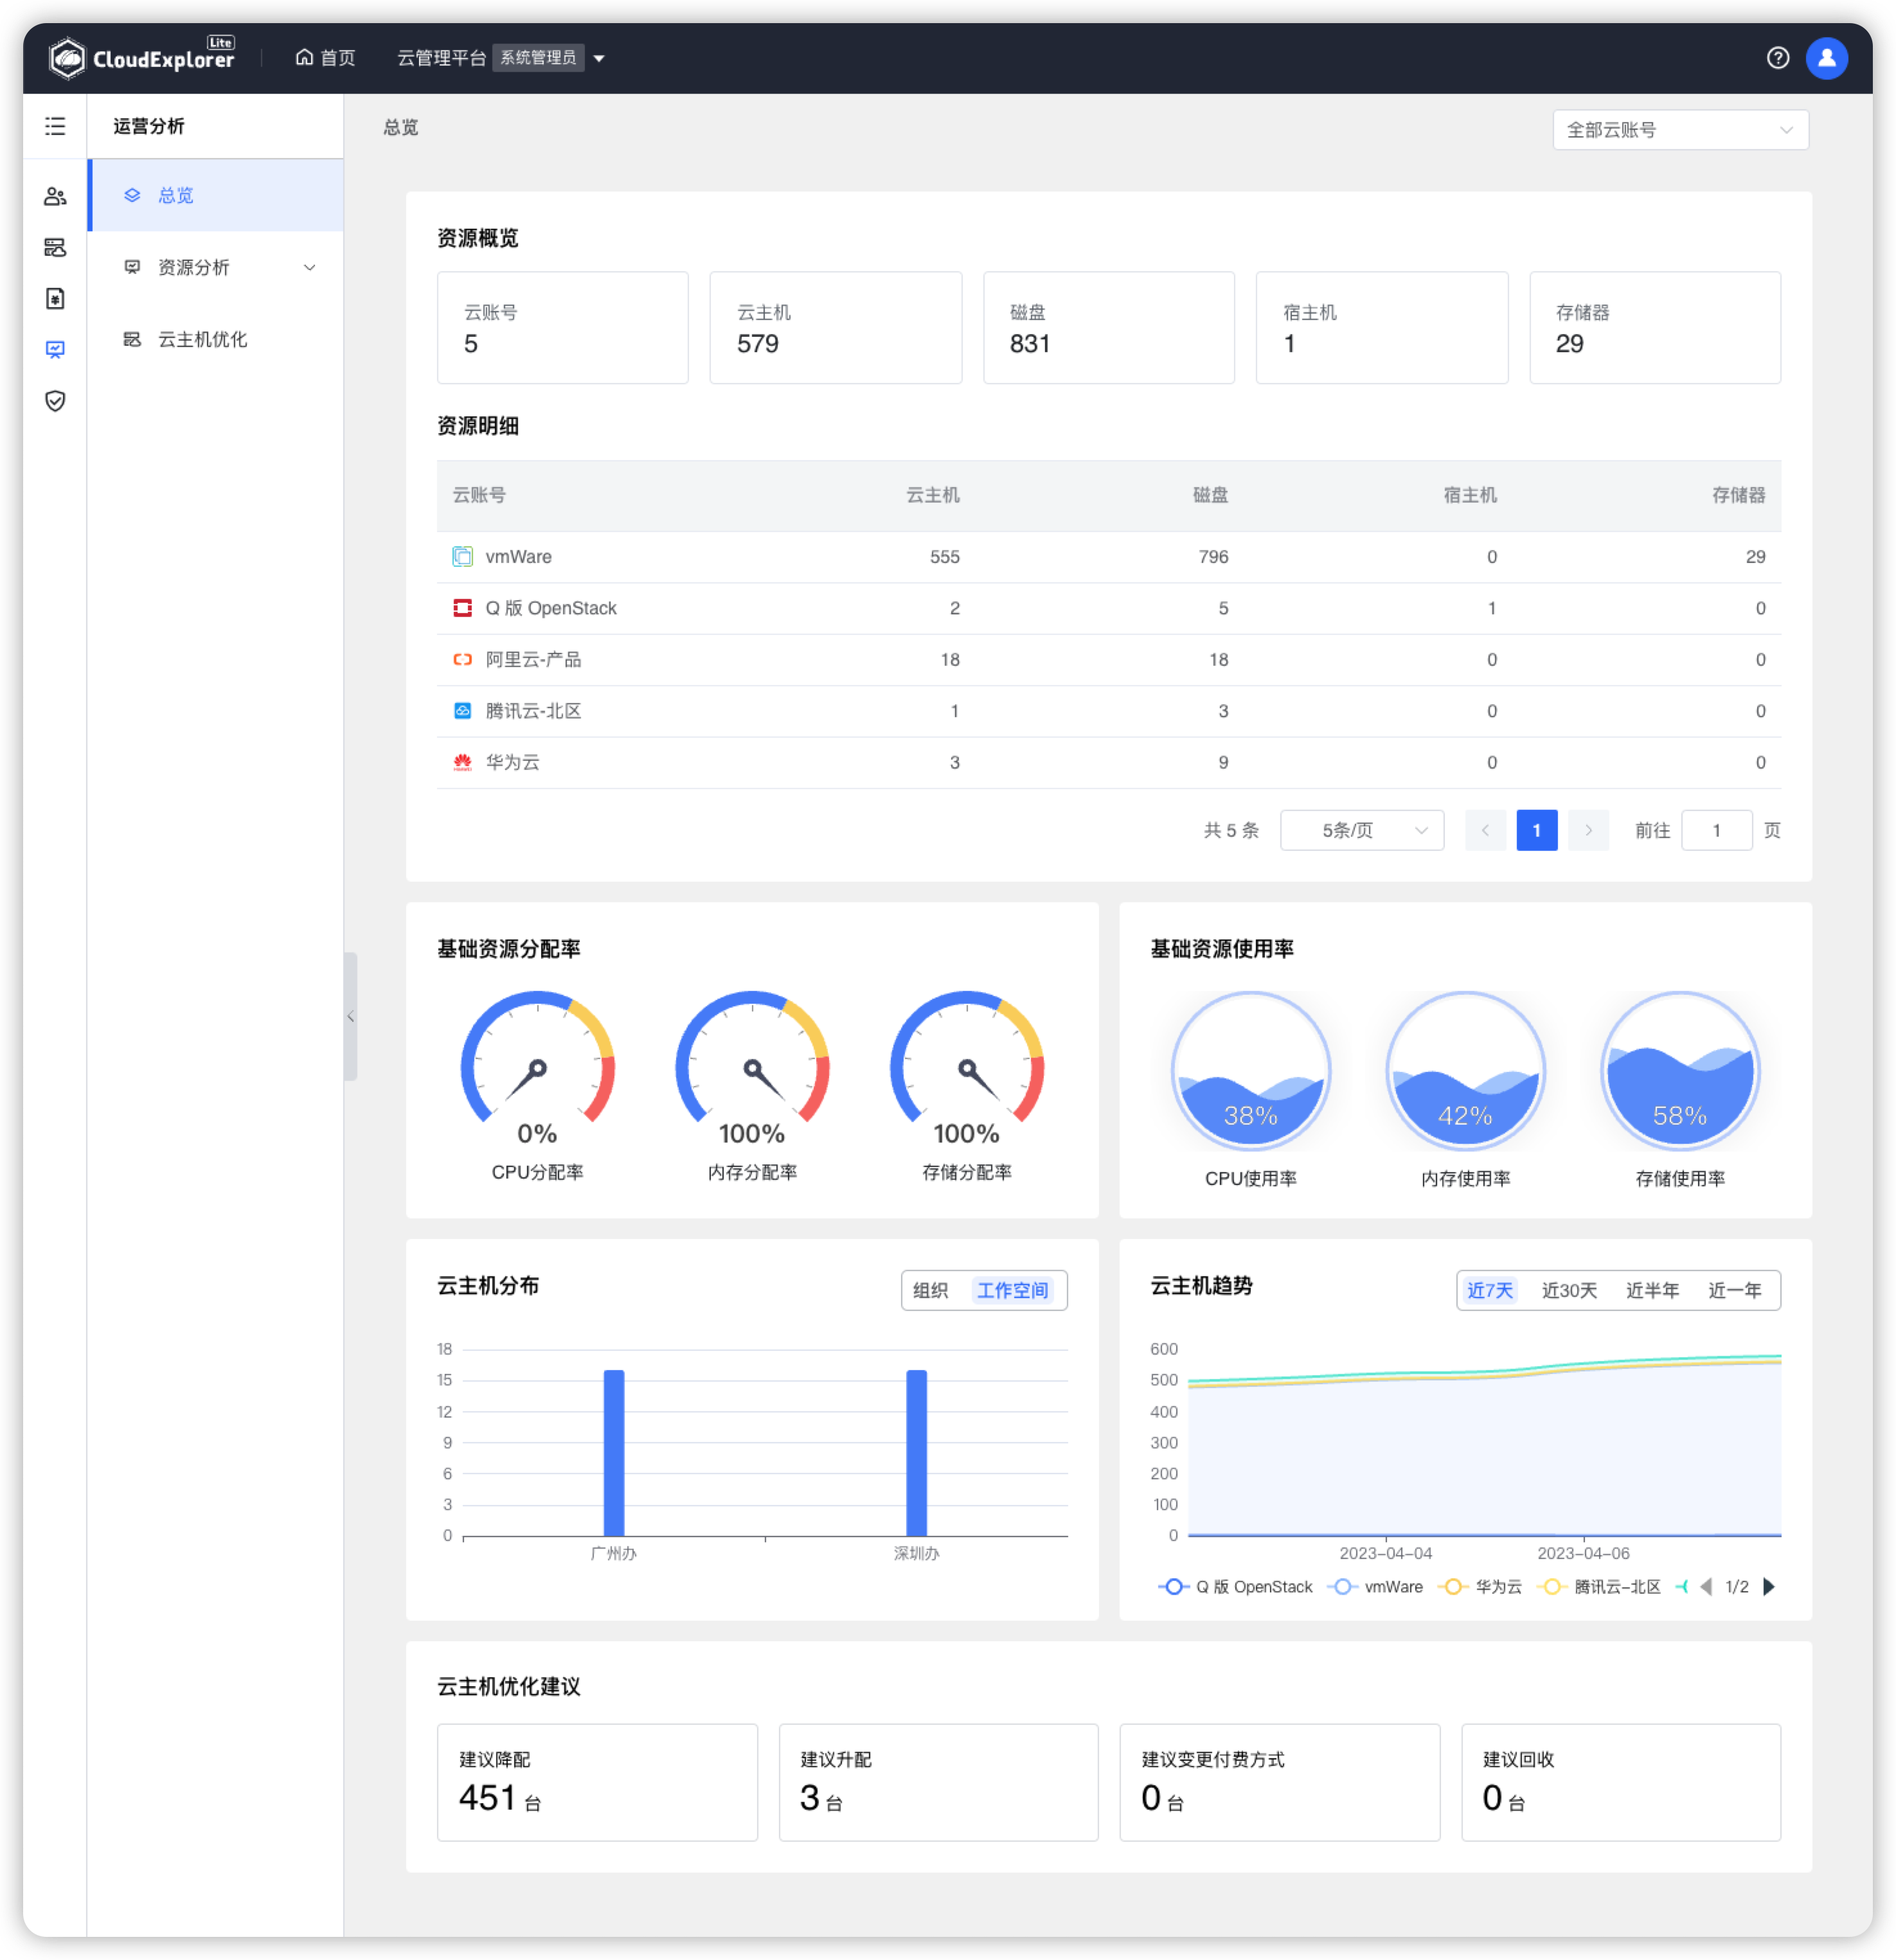 CloudExplorer Lite 首页 云管理平台 系统管理员
运营分析
总览
资源分析
云主机优化
总览 全部云账号
资源概览
云账号 云主机 磁盘 宿主机 存储器
5 579 831 1 29
资源明细
云账号 云主机 磁盘 宿主机 存储器
vmWare 555 796 0 29
Q 版 OpenStack 2 5 1 0
阿里云-产品 18 18 0 0
腾讯云-北区 1 3 0 0
华为云 3 9 0 0
共 5 条 5条/页 1 前往 1 页
基础资源分配率
0% 100% 100%
CPU分配率 内存分配率 存储分配率
基础资源使用率
38% 42% 58%
CPU使用率 内存使用率 存储使用率
云主机分布 组织 工作空间
18
15
12
9
6
3
0
广州办 深圳办
云主机趋势 近7天 近30天 近半年 近一年
600
500
400
300
200
100
0
2023-04-04 2023-04-06
Q 版 OpenStack vmWare 华为云 腾讯云-北区 1/2
云主机优化建议
建议降配 建议升配 建议变更付费方式 建议回收
451 台 3 台 0 台 0 台